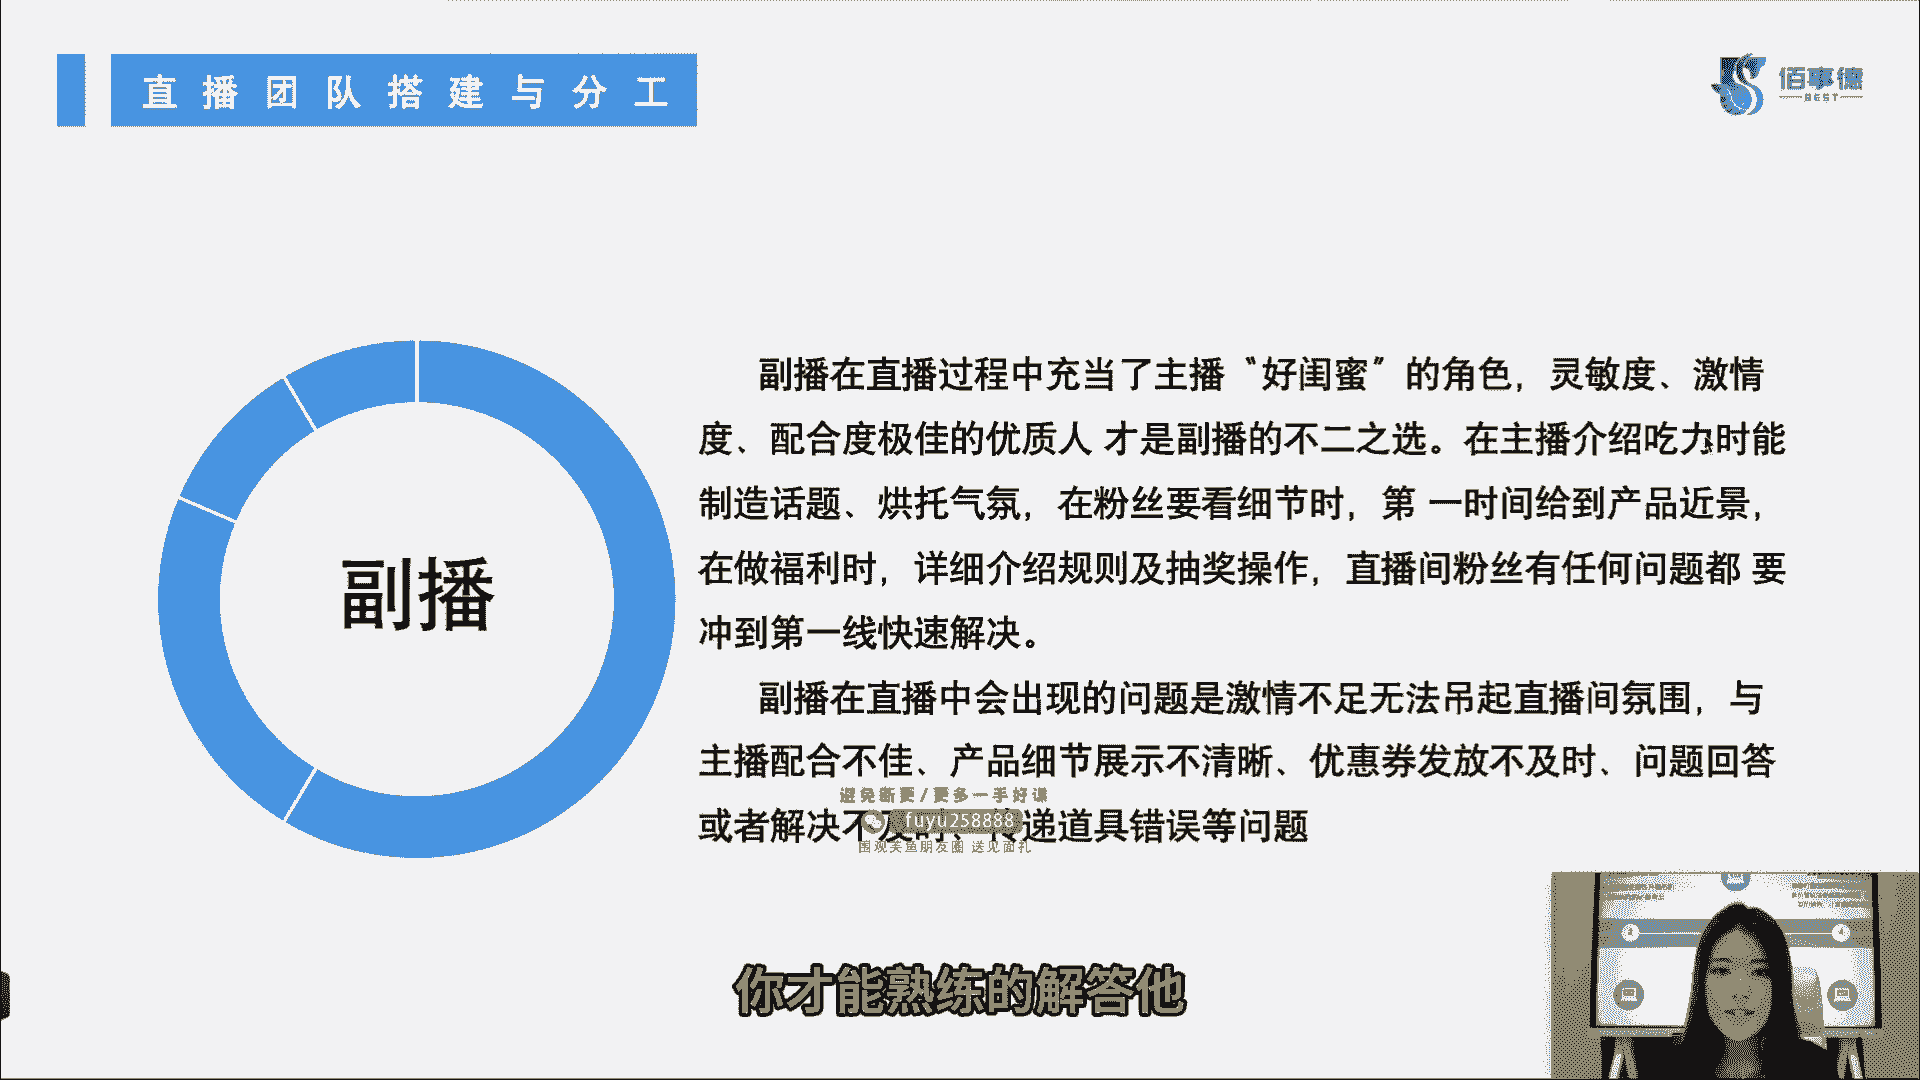 直播团队搭建与分工
佰享德
BEST
副播
副播在直播过程中充当了主播“好闺蜜”的角色，灵敏度、激情
度、配合度极佳的优质人 才是副播的不二之选。在主播介绍吃力时能
制造话题、烘托气氛，在粉丝要看细节时，第 一时间给到产品近景，
在做福利时，详细介绍规则及抽奖操作，直播间粉丝有任何问题都 要
冲到第一线快速解决。
副播在直播中会出现的问题是激情不足无法吊起直播间氛围，与
主播配合不佳、产品细节展示不清晰、优惠券发放不及时、问题回答
或者解决不及时、传递道具错误等问题
避免断更/更多一手好课
fuyu258888
围观芙鱼朋友圈 送见面礼
你才能熟练的解答他